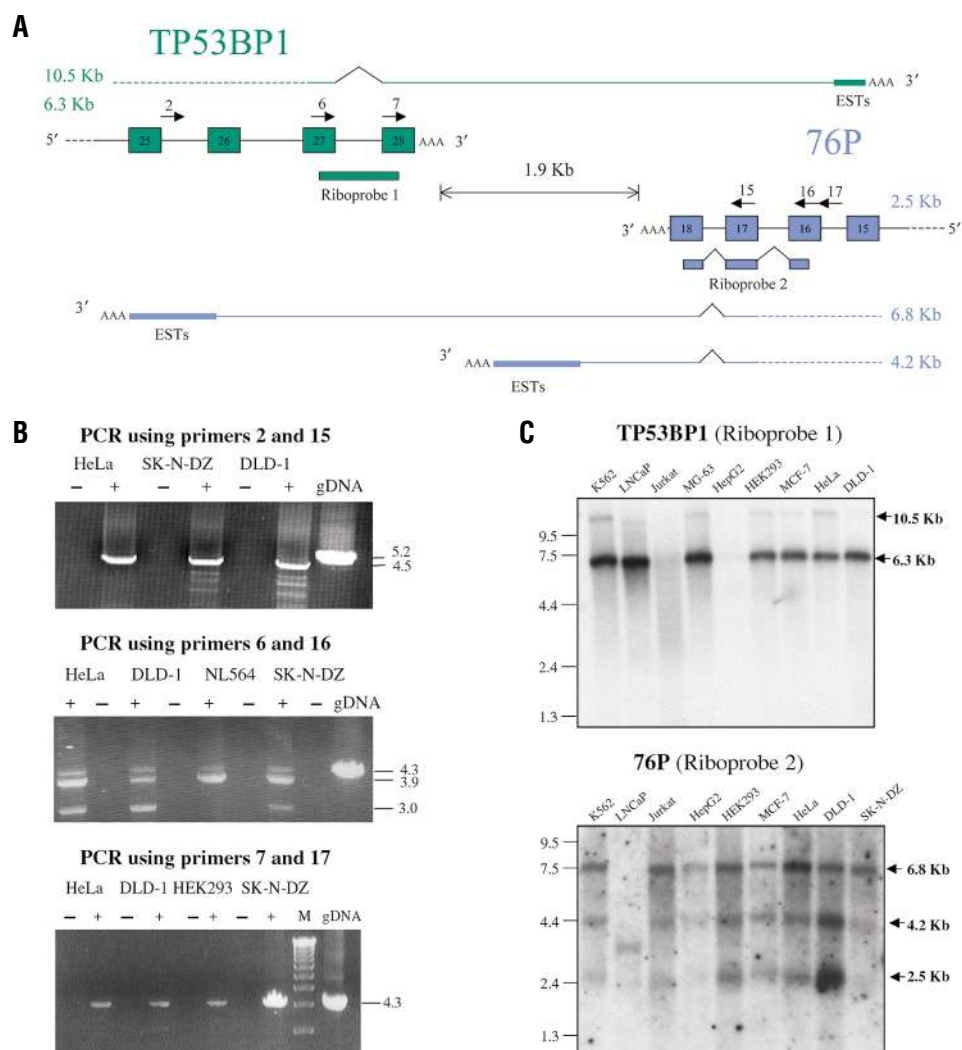 A
TP53BP1
10.5 Kb
AAA 3′
ESTs
6.3 Kb
2 6 7
5′ 25 26 27 28 AAA 3′
Riboprobe 1
76P
1.9 Kb
15 16 17
2.5 Kb
3′ AAA 18 17 16 15 5′
Riboprobe 2
3′
AAA
ESTs
6.8 Kb
3′
AAA
ESTs
4.2 Kb
B
PCR using primers 2 and 15
HeLa SK-N-DZ DLD-1
− + − + − + gDNA
5.2
4.5
PCR using primers 6 and 16
HeLa DLD-1 NL564 SK-N-DZ
+ − + − + − + − gDNA
4.3
3.9
3.0
PCR using primers 7 and 17
HeLa DLD-1 HEK293 SK-N-DZ
− + − + − + − + M gDNA
4.3
C
TP53BP1 (Riboprobe 1)
K562 LNCaP Jurkat MG-63 HepG2 HEK293 MCF-7 HeLa DLD-1
10.5 Kb
9.5
7.5
6.3 Kb
4.4
2.4
1.3
76P (Riboprobe 2)
K562 LNCaP Jurkat HepG2 HEK293 MCF-7 HeLa DLD-1 SK-N-DZ
9.5
7.5
6.8 Kb
4.4
4.2 Kb
2.4
2.5 Kb
1.3